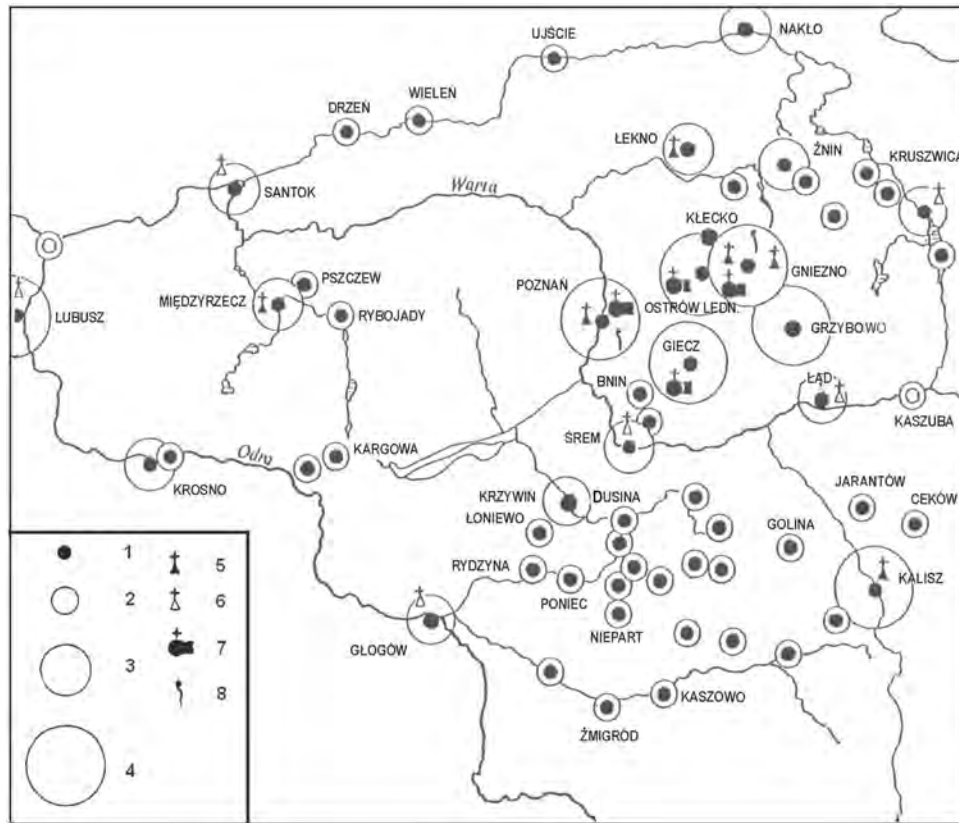 NAKŁO
UJŚCIE
WIELEŃ
DRZEŃ
ŁEKNO
ŻNIN
KRUSZWICA
SANTOK
Warta
KŁECKO
GNIEZNO
PSZCZEW
MIĘDZYRZECZ
POZNAŃ
OSTRÓW LEDN.
LUBUSZ
RYBOJADY
GRZYBOWO
GIECZ
BNIN
ŁĄD
KASZUBA
ŚREM
KARGOWA
Odra
KROSNO
JARANTÓW
KRZYWIN
DUSINA
CEKÓW
ŁONIEWO
GOLINA
RYDZYNA
KALISZ
PONIEC
NIEPART
GŁOGÓW
KASZOWO
ŻMIGRÓD
1 5
2 6
3 7
4 8